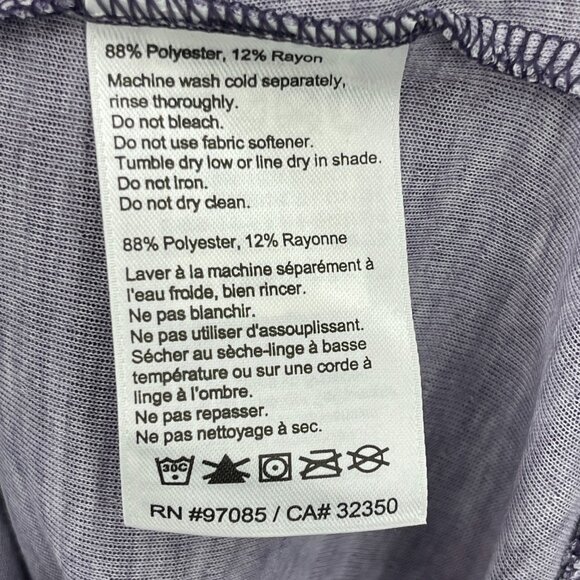 88% Polyester, 12% Rayon
Machine wash cold separately,
rinse thoroughly.
Do not bleach.
Do not use fabric softener.
Tumble dry low or line dry in shade.
Do not iron.
Do not dry clean.
88% Polyester, 12% Rayonne
Laver à la machine séparément à
l'eau froide, bien rincer.
Ne pas blanchir.
Ne pas utiliser d'assouplissant.
Sécher au sèche-linge à basse
température ou sur une corde à
linge à l'ombre.
Ne pas repasser.
Ne pas nettoyage à sec.
30C
RN #97085 / CA# 32350